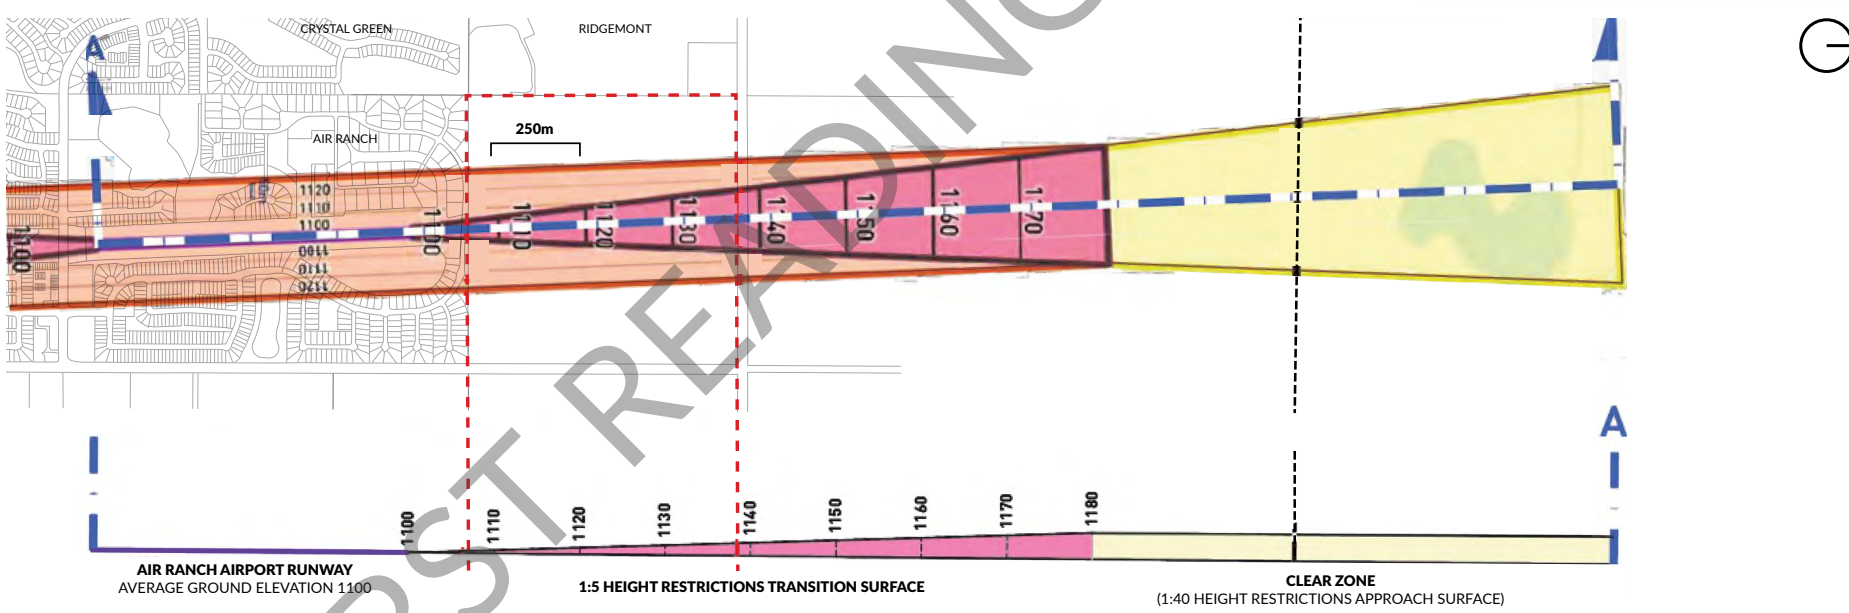 CRYSTAL GREEN
RIDGEMONT
A
AIR RANCH
250m
1120
1110
1100
1100
1110
1120
1100
1100
1110
1120
1130
1140
1150
1160
1170
FIRST READING
A
1100
1110
1120
1130
1140
1150
1160
1170
1180
AIR RANCH AIRPORT RUNWAY
AVERAGE GROUND ELEVATION 1100
1:5 HEIGHT RESTRICTIONS TRANSITION SURFACE
CLEAR ZONE
(1:40 HEIGHT RESTRICTIONS APPROACH SURFACE)